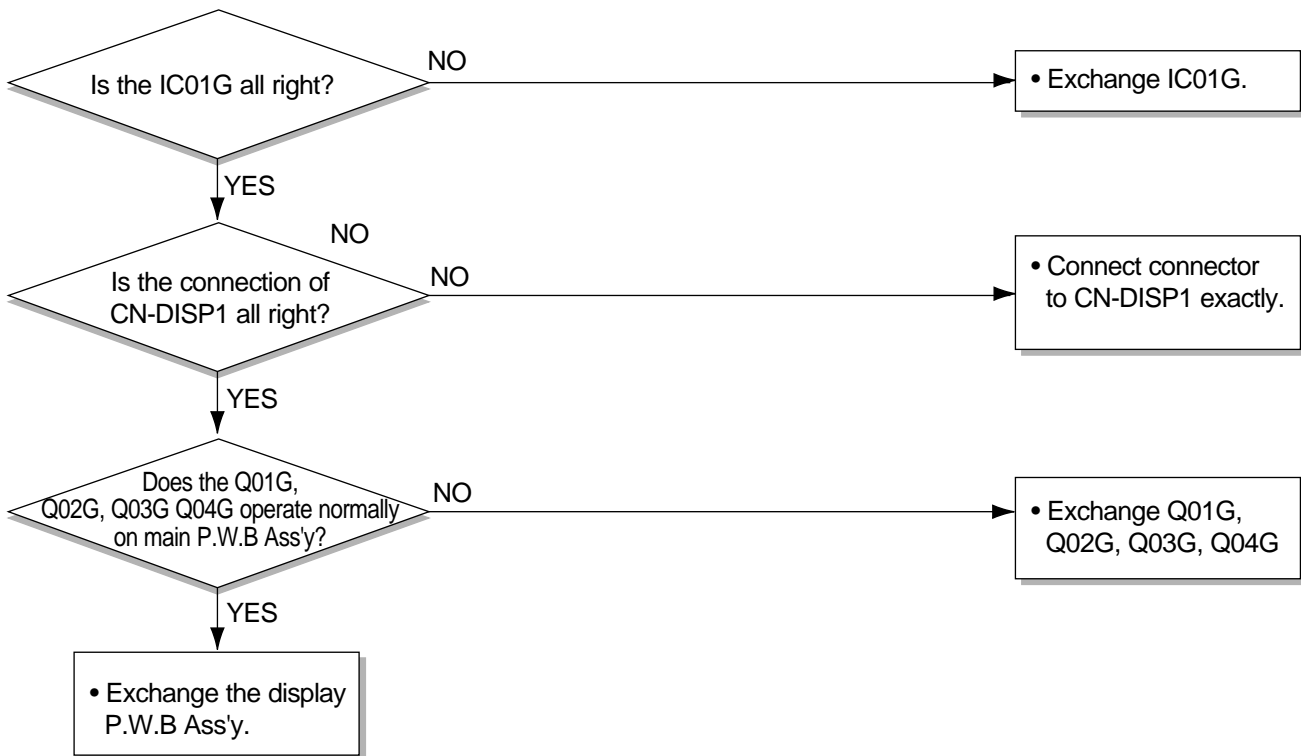 Is the IC01G all right?
NO
• Exchange IC01G.
YES
NO
Is the connection of
CN-DISP1 all right?
NO
• Connect connector
to CN-DISP1 exactly.
YES
Does the Q01G,
Q02G, Q03G Q04G operate normally
on main P.W.B Ass'y?
NO
• Exchange Q01G,
Q02G, Q03G, Q04G
YES
• Exchange the display
P.W.B Ass'y.